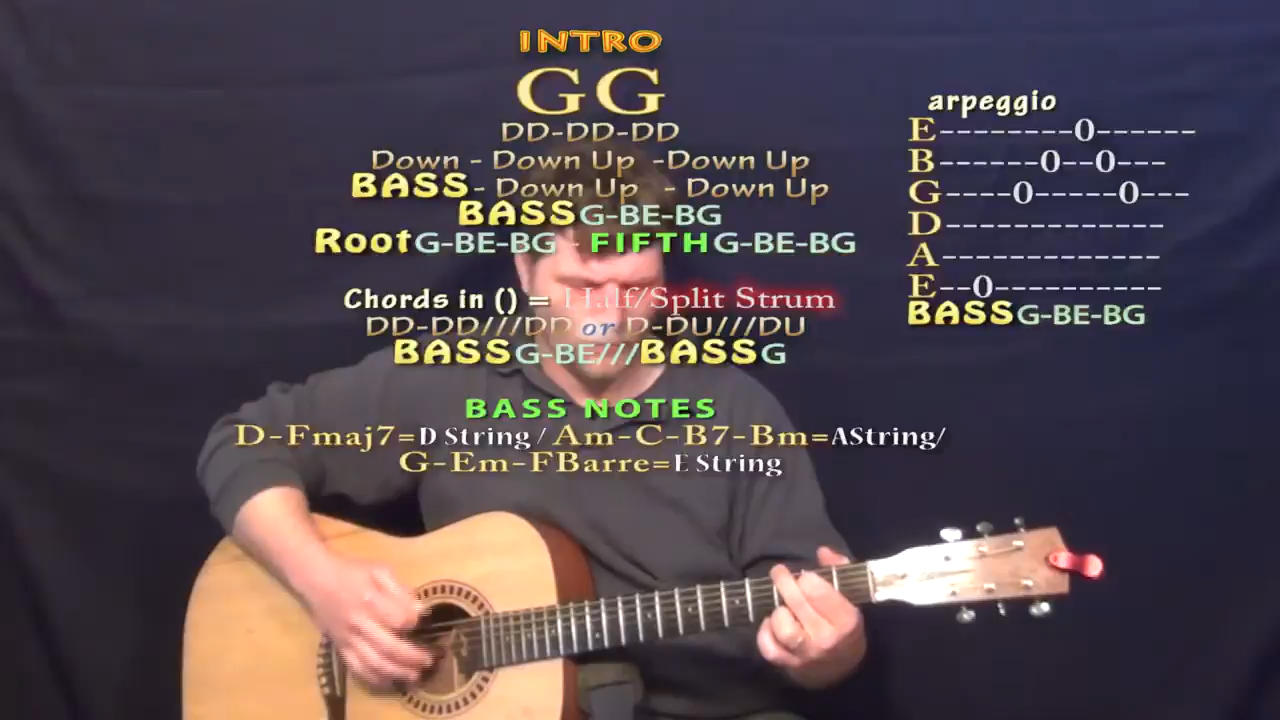 INTRO
GG
DD-DD-DD
Down - Down Up -Down Up
BASS- Down Up - Down Up
BASSG-BE-BG
RootG-BE-BG - FIFTHG-BE-BG
Chords in () = Half/Split Strum
DD-DD///DD or D-DU///DU
BASSG-BE///BASSG
BASS NOTES
D-Fmaj7=D String / Am-C-B7-Bm=AString/
G-Em-FBarre=E String
arpeggio
E--------0------
B------0--0---
G----0------0---
D-------------
A-------------
E--0----------
BASSG-BE-BG